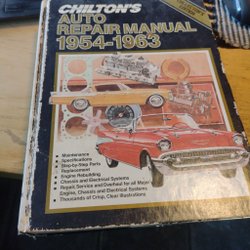 CHILTON'S
AUTO
REPAIR MANUAL
1954-1963
Maintenance
Specifications
Step-by-Step Parts
Replacement
Engine Rebuilding
Chassis and Electrical Systems
Repair Service and Overhaul for all Major
Engine, Chassis and Electrical Systems
Thousands of Crisp, Clear Illustrations